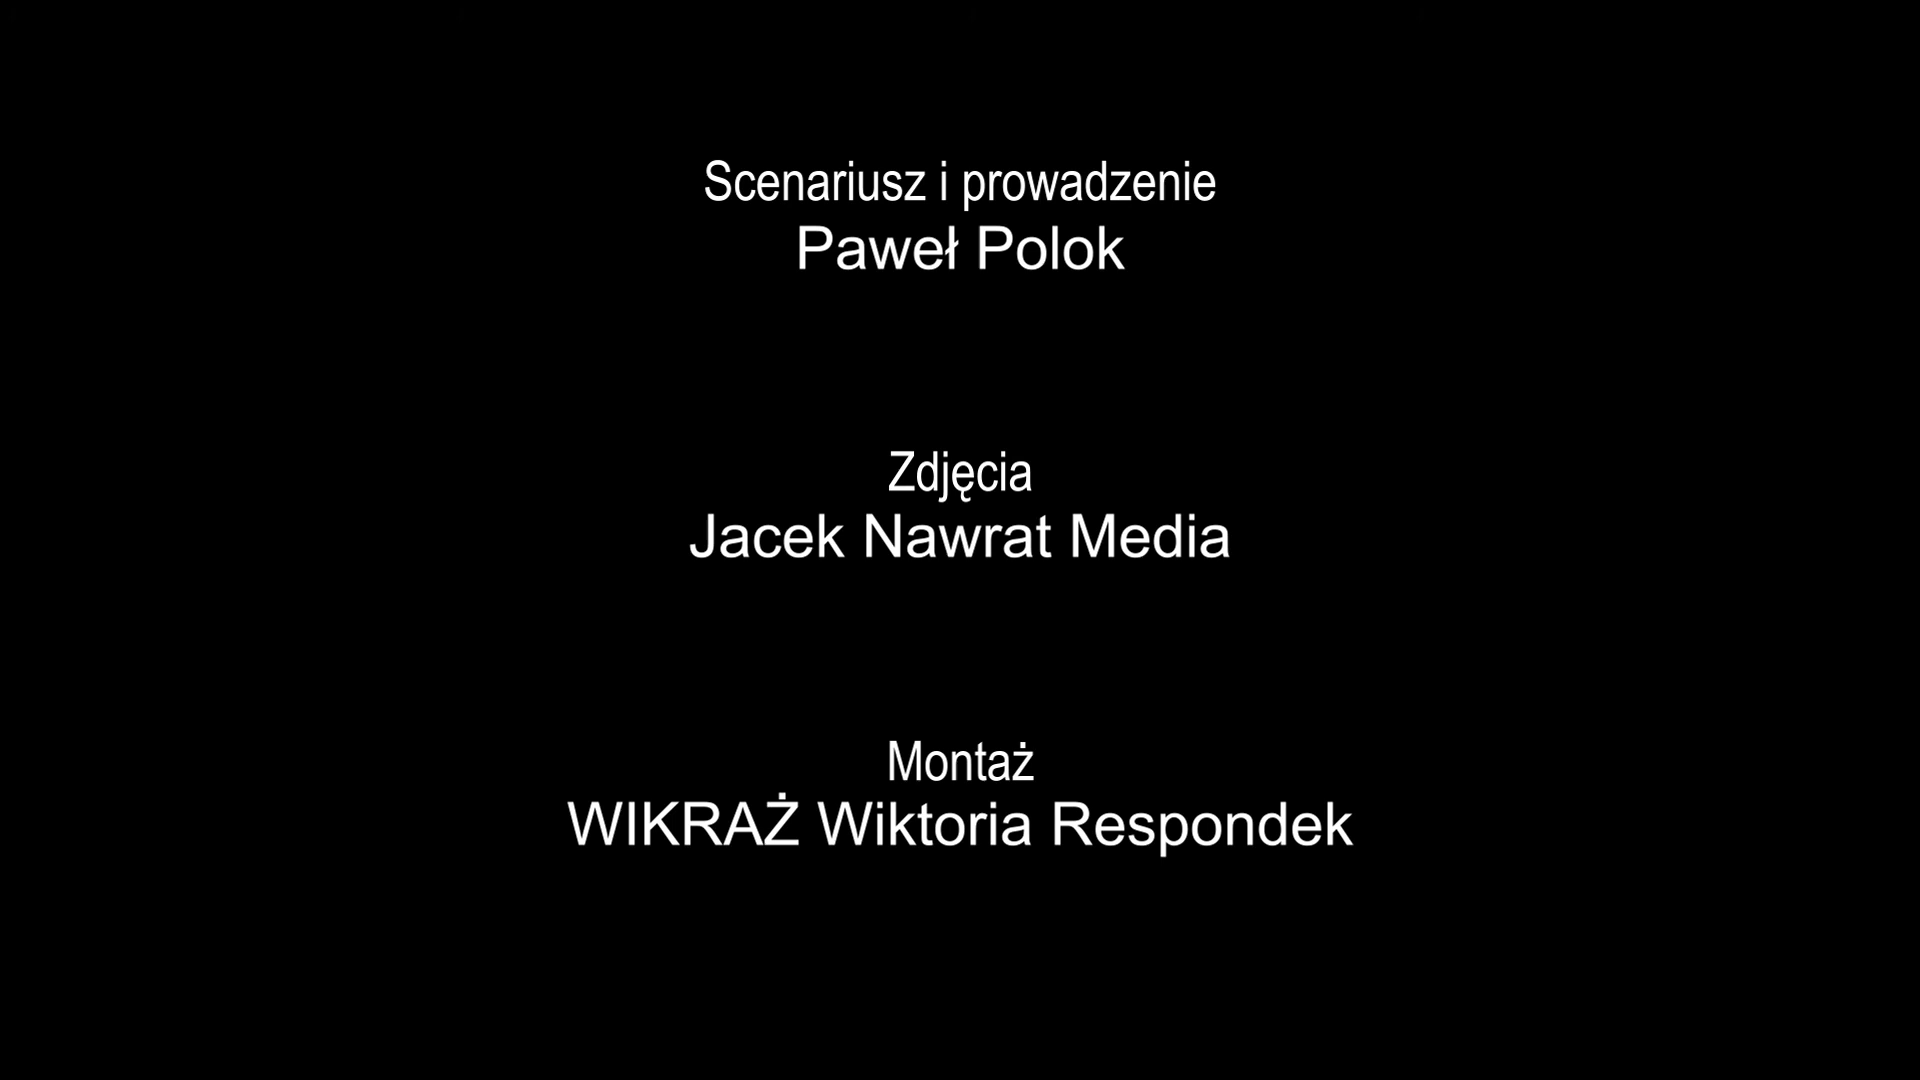 Scenariusz i prowadzenie
Paweł Polok
Zdjęcia
Jacek Nawrat Media
Montaż
WIKRAŻ Wiktoria Respondek